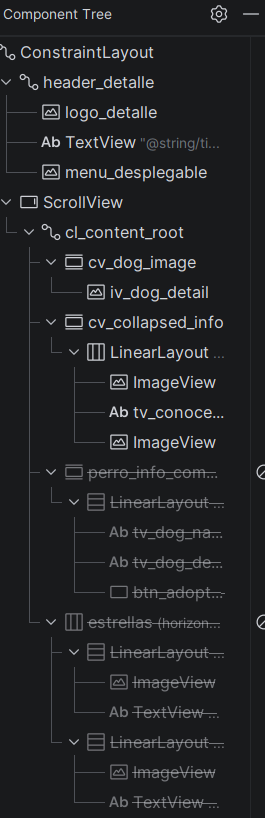 Component Tree
ConstraintLayout
header_detalle
logo_detalle
Ab TextView "@string/ti...
menu_desplegable
ScrollView
cl_content_root
cv_dog_image
iv_dog_detail
cv_collapsed_info
LinearLayout ...
ImageView
Ab tv_conoce...
ImageView
perro_info_com...
LinearLayout ...
Ab tv_dog_na...
Ab tv_dog_de...
btn_adopt...
estrellas (horizon...
LinearLayout ...
ImageView
Ab TextView ...
LinearLayout ...
ImageView
Ab TextView ...